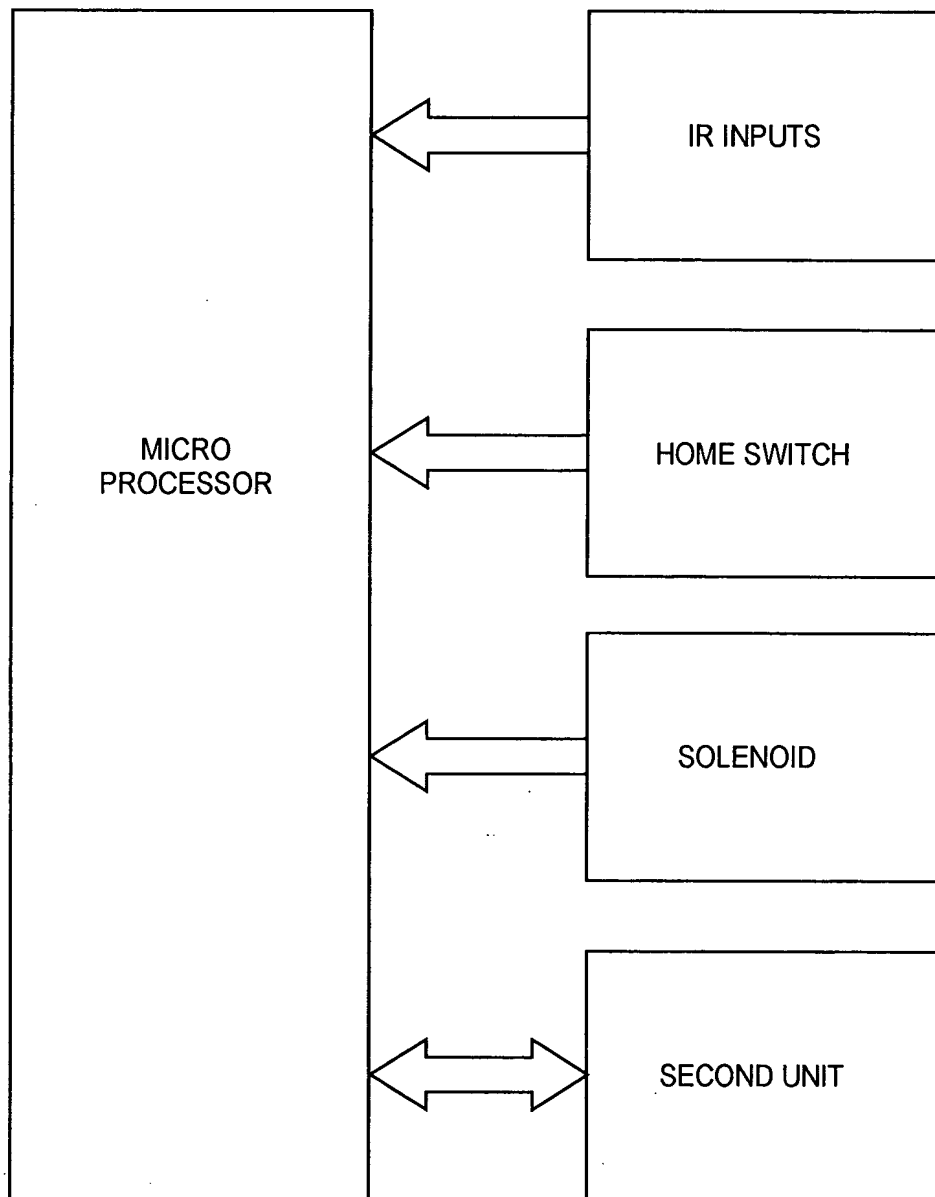 IR INPUTS
MICRO
PROCESSOR
HOME SWITCH
SOLENOID
SECOND UNIT